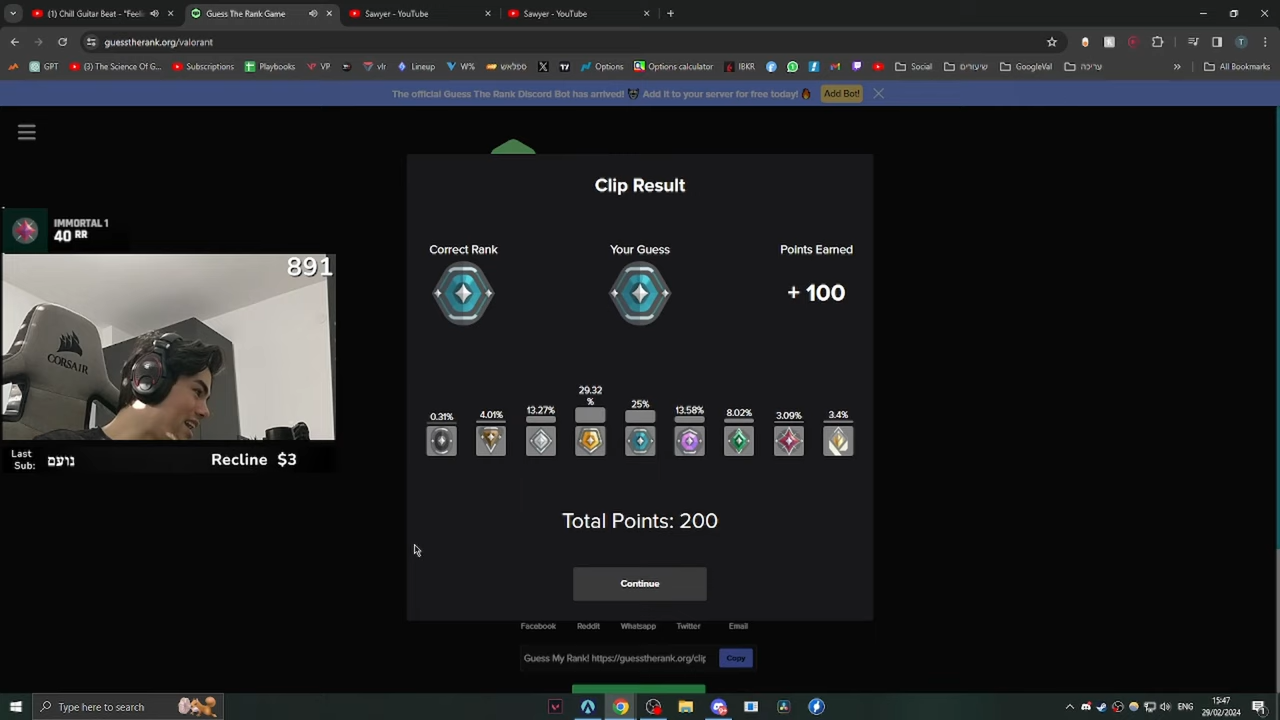 (1) Chill Guitar Beat - "Feelin
Guess The Rank Game
Sawyer - YouTube
Sawyer - YouTube
guesstherank.org/valorant
GPT
(3) The Science Of G...
Subscriptions
Playbooks
VP
vlr
Lineup
W%
ספלאש
Options
Options calculator
IBKR
Social
שיעורים
GoogleVal
עריכה
All Bookmarks
The official Guess The Rank Discord Bot has arrived! Add it to your server for free today! Add Bot!
Clip Result
IMMORTAL 1
40 RR
Correct Rank
Your Guess
Points Earned
891
+ 100
CORSAIR
0.31%
4.01%
13.27%
29.32
%
25%
13.58%
8.02%
3.09%
3.4%
Last
Sub:
נועם
Recline $3
Total Points: 200
Continue
Facebook
Reddit
Whatsapp
Twitter
Email
Guess My Rank! https://guesstherank.org/clip
Copy
Type here to search
15:47
29/02/2024